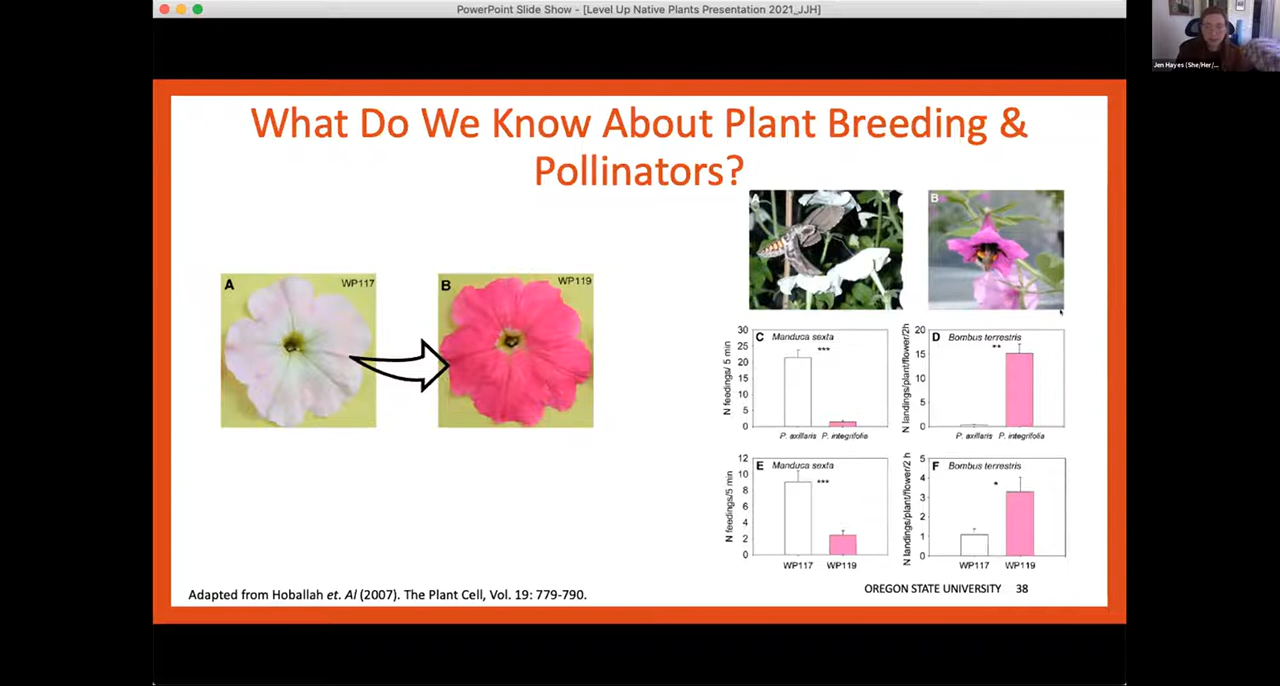 PowerPoint Slide Show - [Level Up Native Plants Presentation 2021_JJH]
Jen Hayes (She/Her/...
What Do We Know About Plant Breeding &
Pollinators?
A
WP117
B
WP119
A
B
C
Manduca sexta
***
N feedings/ 5 min
30
25
20
15
10
5
0
P. axillaris P. integrifolia
D
Bombus terrestris
**
N landings/plant/flower/2h
20
15
10
5
0
P. axillaris P. integrifolia
E
Manduca sexta
***
N feedings/5 min
12
10
8
6
4
2
0
WP117 WP119
F
Bombus terrestris
*
N landings/plant/flower/2 h
5
4
3
2
1
0
WP117 WP119
Adapted from Hoballah et. Al (2007). The Plant Cell, Vol. 19: 779-790.
OREGON STATE UNIVERSITY 38